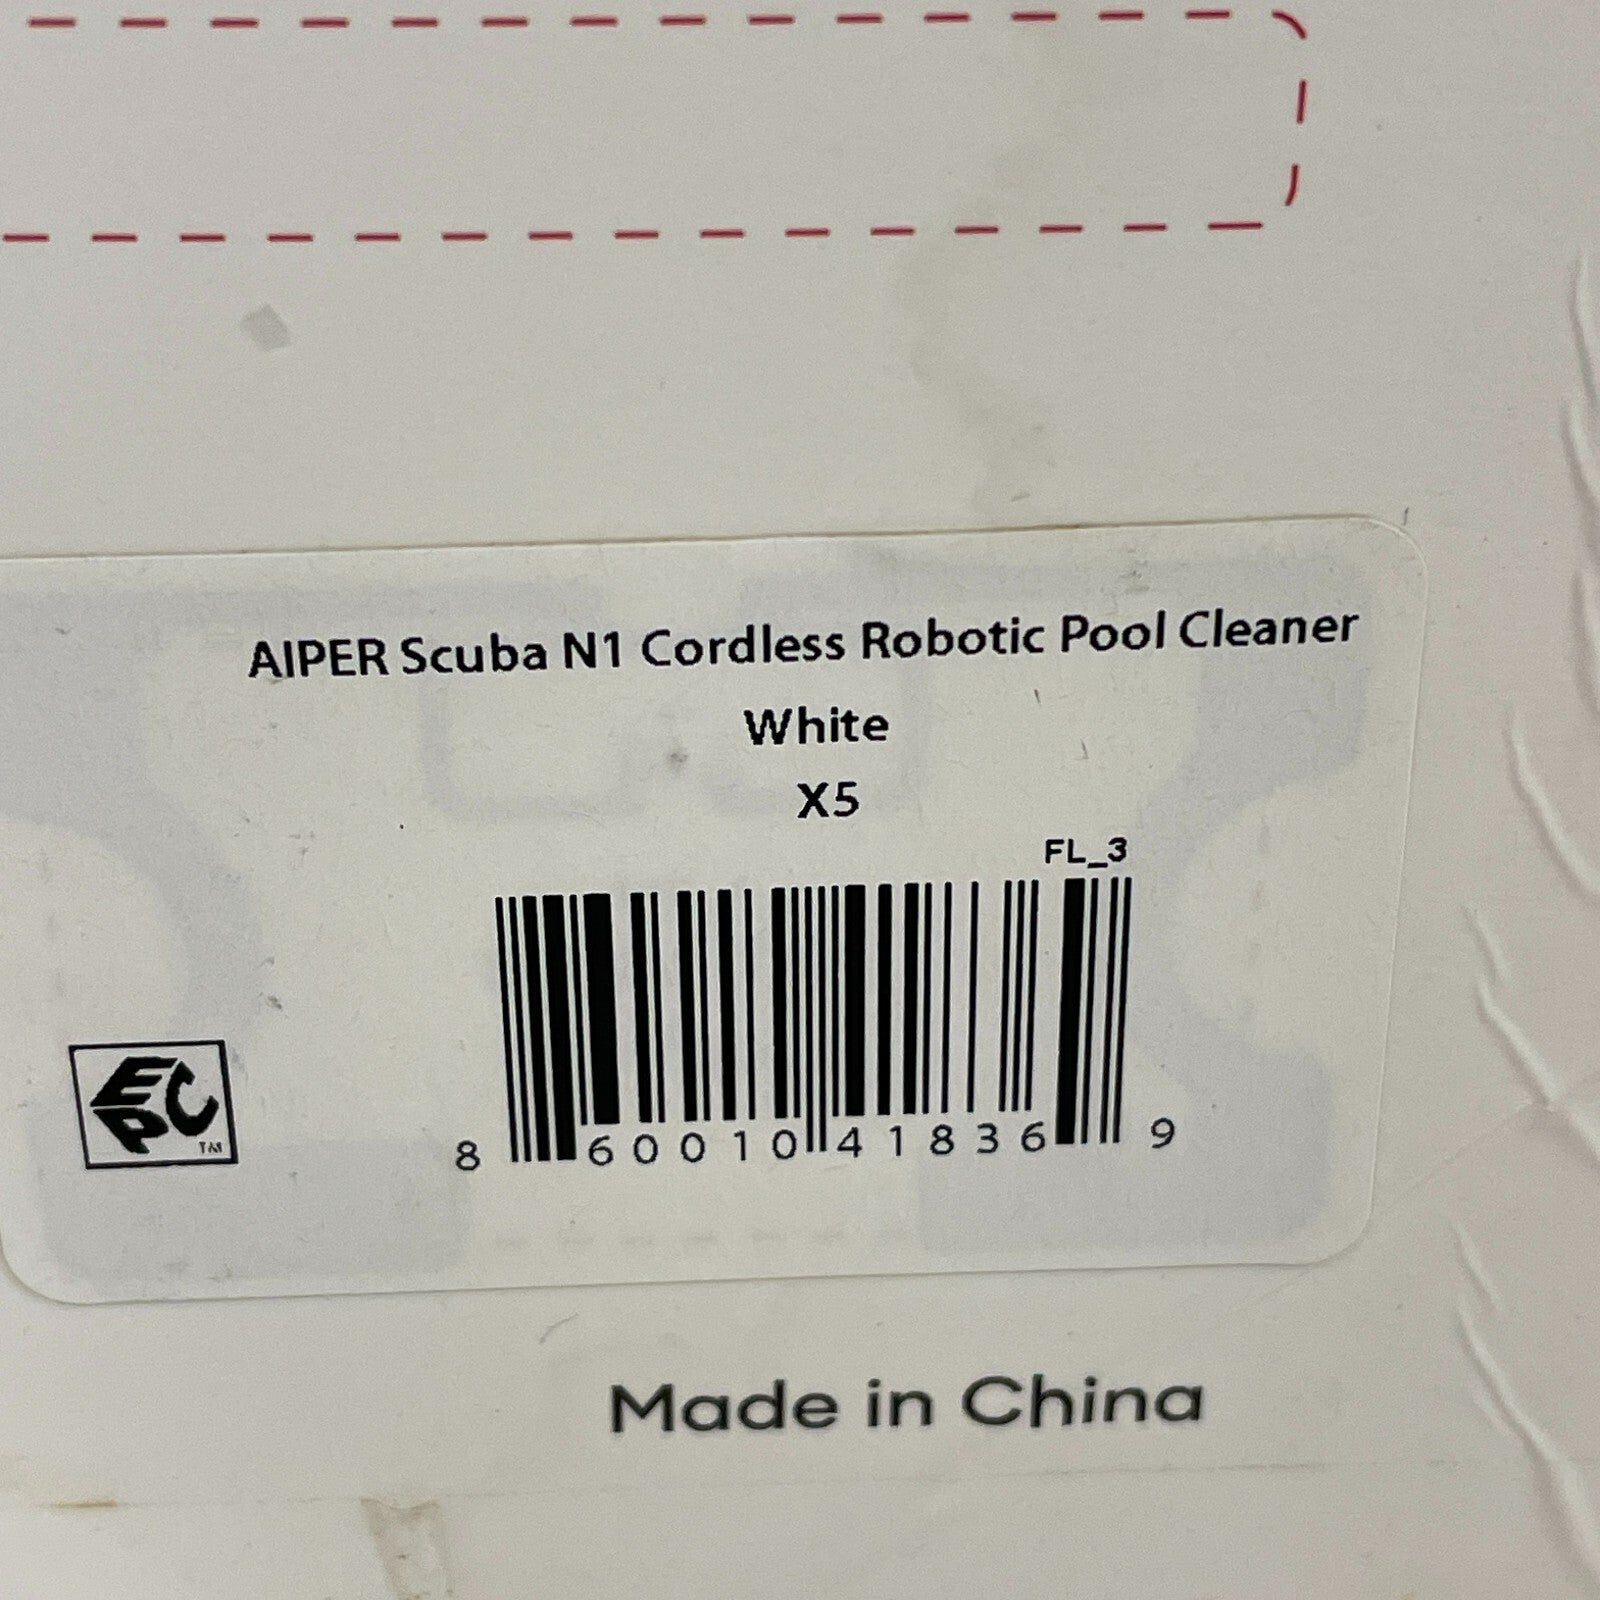 AIPER Scuba N1 Cordless Robotic Pool Cleaner
White
X5
FL_3
8 60010 41836 9
EPC TM
Made in China